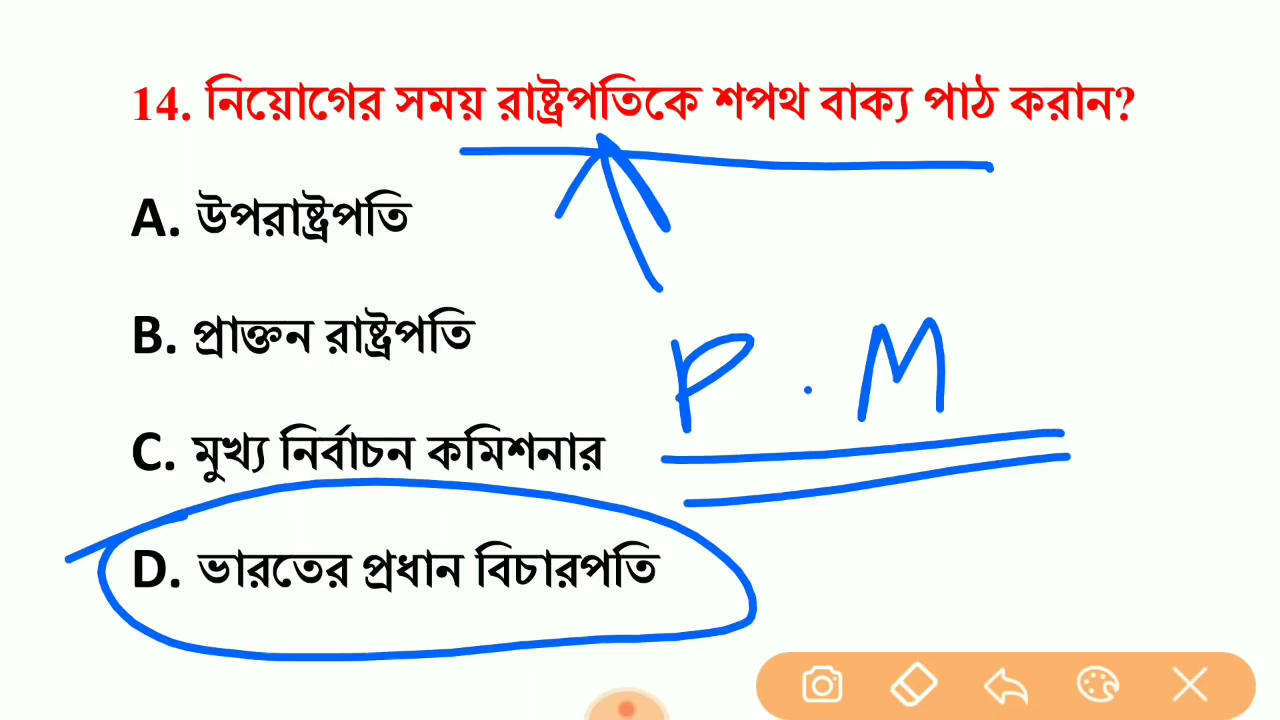 14. নিয়োগের সময় রাষ্ট্রপতিকে শপথ বাক্য পাঠ করান?
A. উপরাষ্ট্রপতি
B. প্রাক্তন রাষ্ট্রপতি
P. M
C. মুখ্য নির্বাচন কমিশনার
D. ভারতের প্রধান বিচারপতি